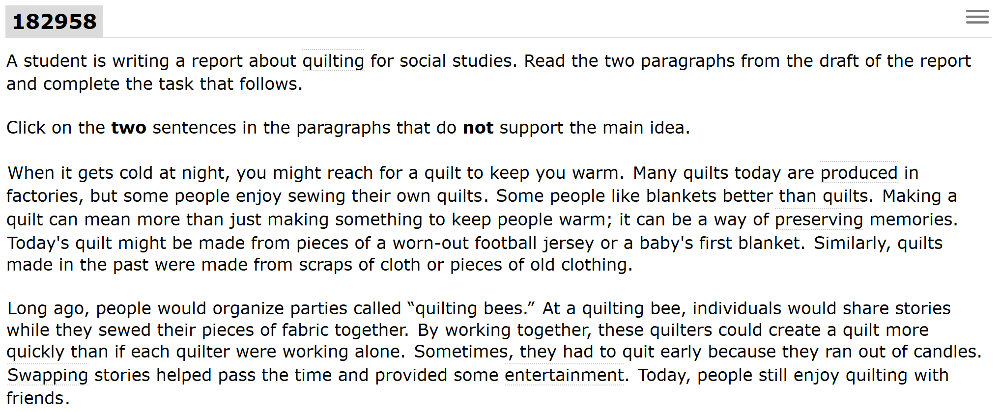 182958
A student is writing a report about quilting for social studies. Read the two paragraphs from the draft of the report
and complete the task that follows.
Click on the two sentences in the paragraphs that do not support the main idea.
When it gets cold at night, you might reach for a quilt to keep you warm. Many quilts today are produced in
factories, but some people enjoy sewing their own quilts. Some people like blankets better than quilts. Making a
quilt can mean more than just making something to keep people warm; it can be a way of preserving memories.
Today's quilt might be made from pieces of a worn-out football jersey or a baby's first blanket. Similarly, quilts
made in the past were made from scraps of cloth or pieces of old clothing.
Long ago, people would organize parties called “quilting bees.” At a quilting bee, individuals would share stories
while they sewed their pieces of fabric together. By working together, these quilters could create a quilt more
quickly than if each quilter were working alone. Sometimes, they had to quit early because they ran out of candles.
Swapping stories helped pass the time and provided some entertainment. Today, people still enjoy quilting with
friends.